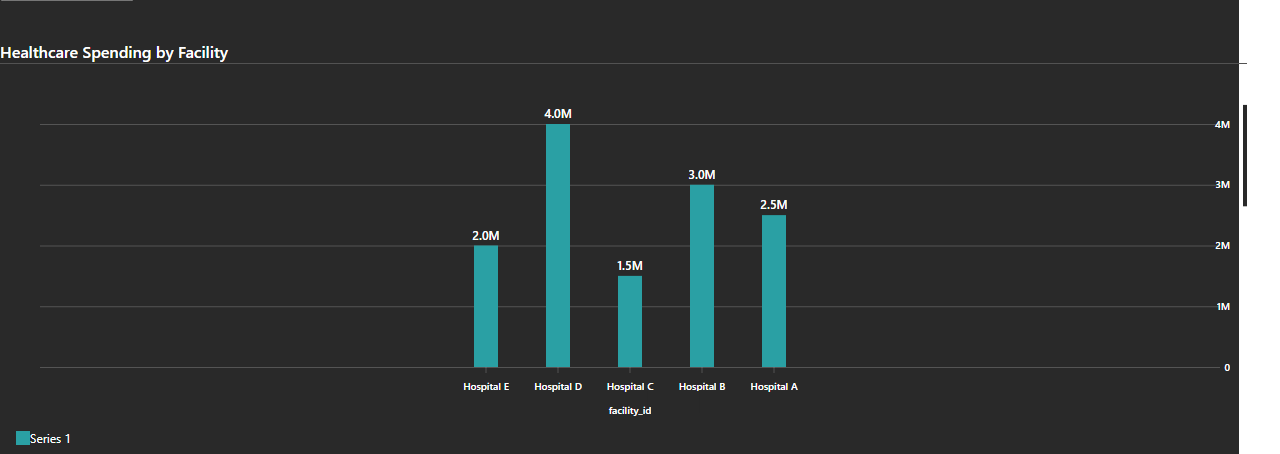 Healthcare Spending by Facility
4.0M
4M
3.0M
3M
2.5M
2.0M
2M
1.5M
1M
0
Hospital E Hospital D Hospital C Hospital B Hospital A
facility_id
Series 1